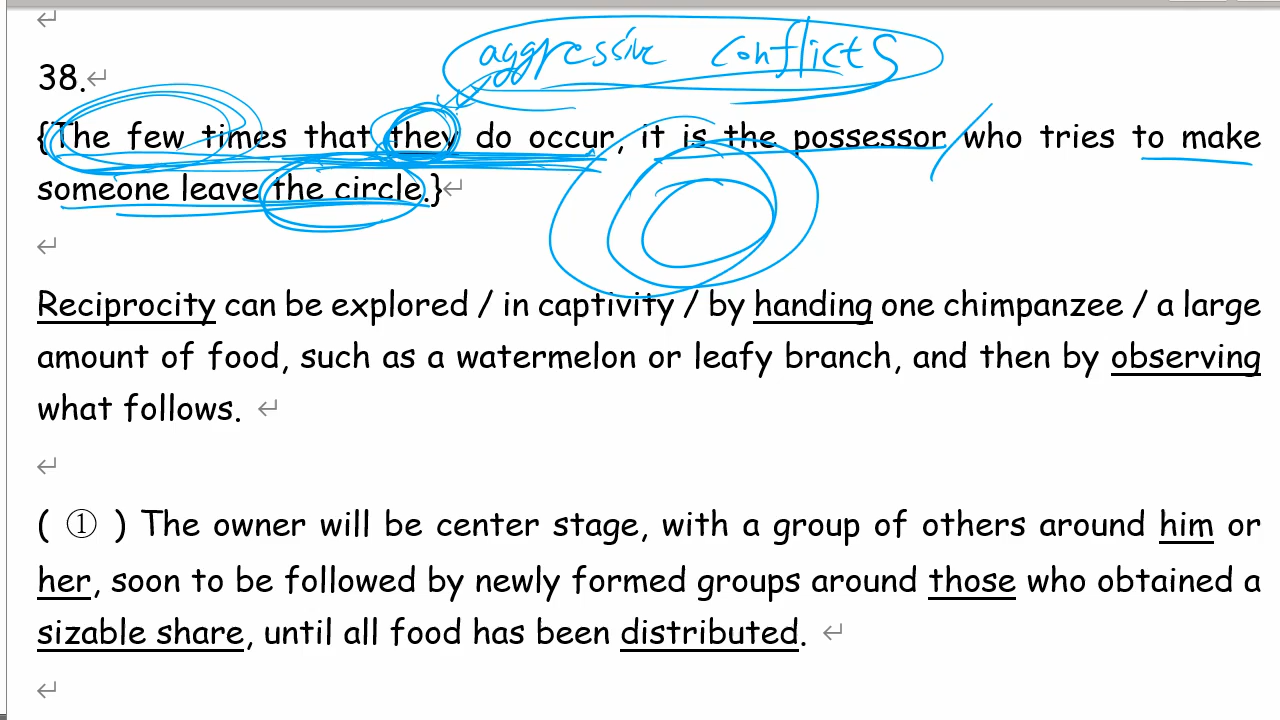 aggressive conflicts
38.
{The few times that they do occur, it is the possessor who tries to make
someone leave the circle.}
Reciprocity can be explored / in captivity / by handing one chimpanzee / a large
amount of food, such as a watermelon or leafy branch, and then by observing
what follows.
( ① ) The owner will be center stage, with a group of others around him or
her, soon to be followed by newly formed groups around those who obtained a
sizable share, until all food has been distributed.